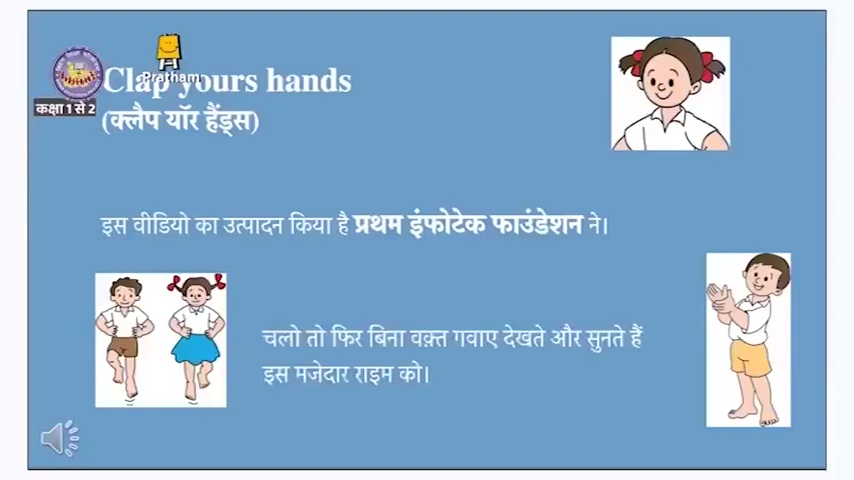 Pratham
Clap yours hands
कक्षा 1 से 2
(क्लैप यॉर हैंड्स)
इस वीडियो का उत्पादन किया है प्रथम इंफोटेक फाउंडेशन ने।
चलो तो फिर बिना वक़्त गवाए देखते और सुनते हैं
इस मजेदार राइम को।